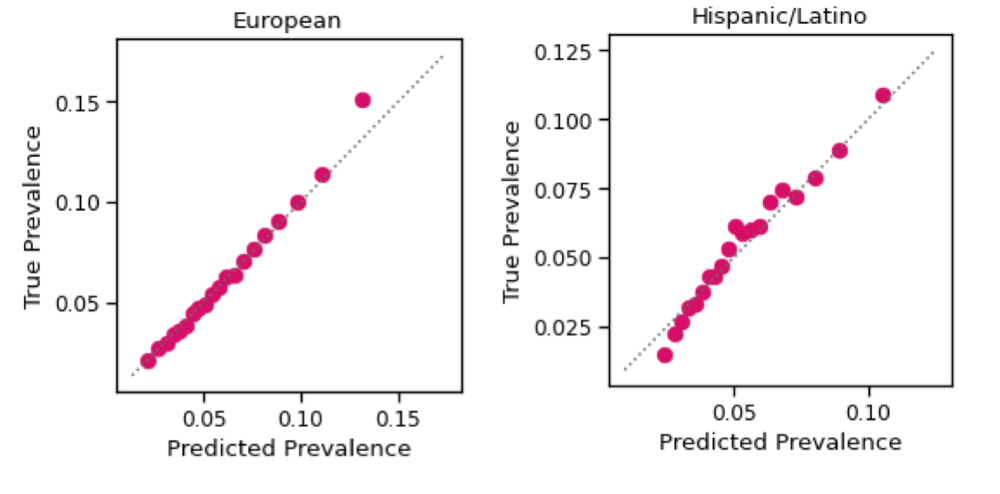 European
True Prevalence
0.15
0.10
0.05
0.05 0.10 0.15
Predicted Prevalence
Hispanic/Latino
True Prevalence
0.125
0.100
0.075
0.050
0.025
0.05 0.10
Predicted Prevalence